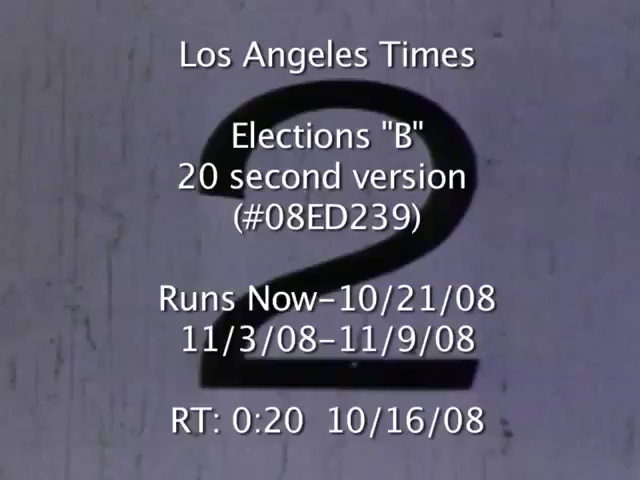 Los Angeles Times
Elections "B"
20 second version
(#08ED239)
2
Runs Now-10/21/08
11/3/08-11/9/08
RT: 0:20 10/16/08